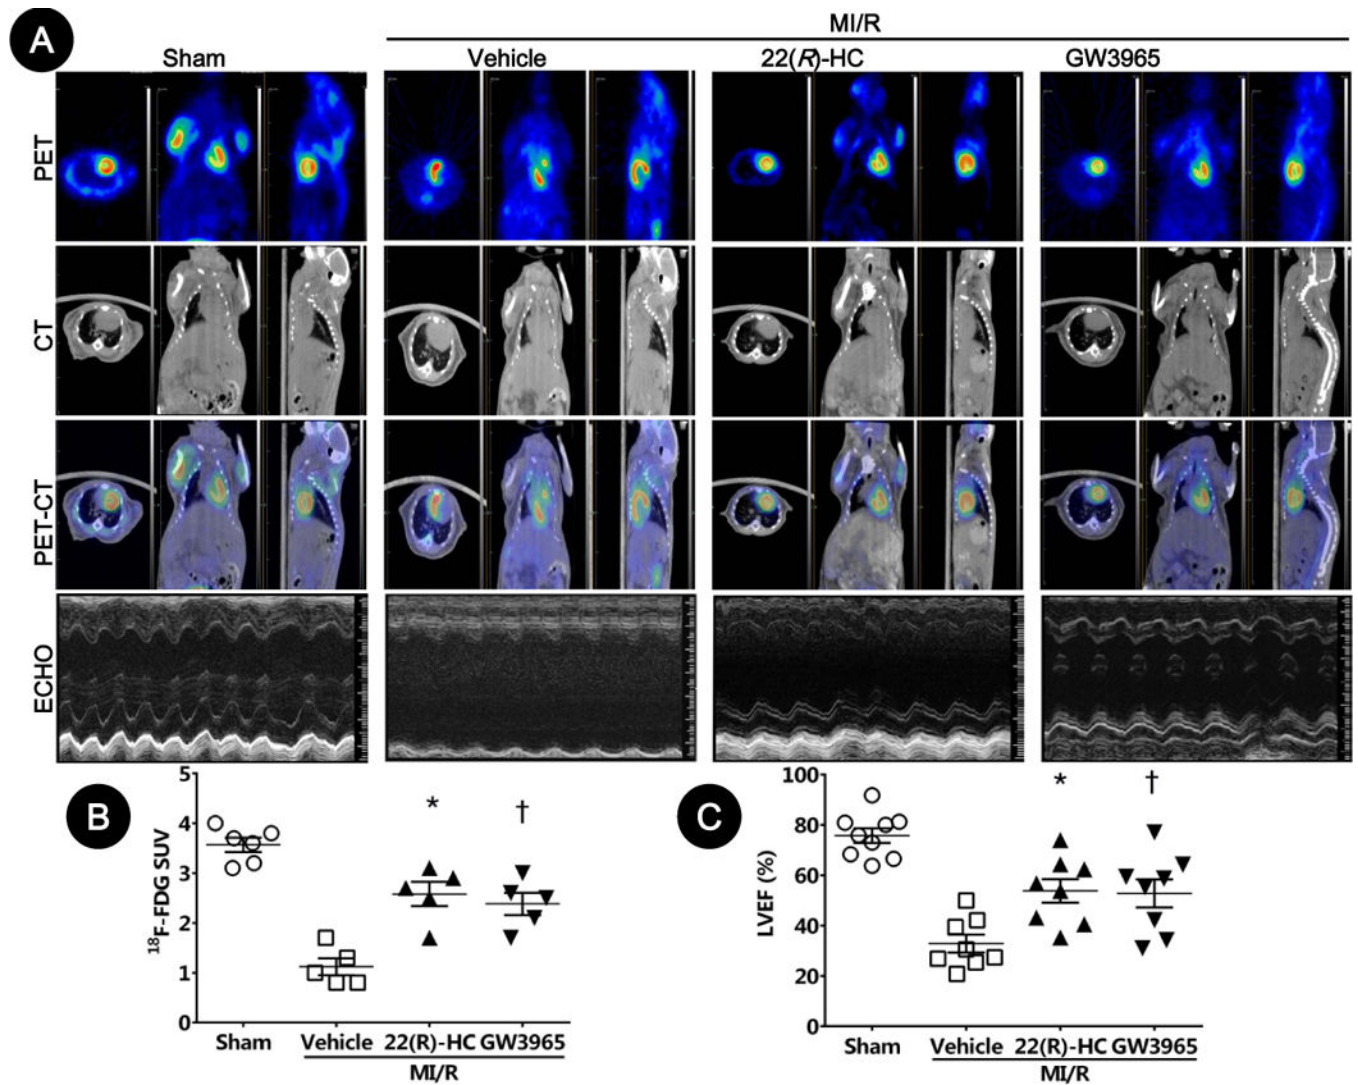 A
MI/R
Sham Vehicle 22(R)-HC GW3965
PET
CT
PET-CT
ECHO
B
¹⁸F-FDG SUV
5
4
3
2
1
0
* †
Sham Vehicle 22(R)-HC GW3965
MI/R
C
LVEF (%)
100
80
60
40
20
0
* †
Sham Vehicle 22(R)-HC GW3965
MI/R